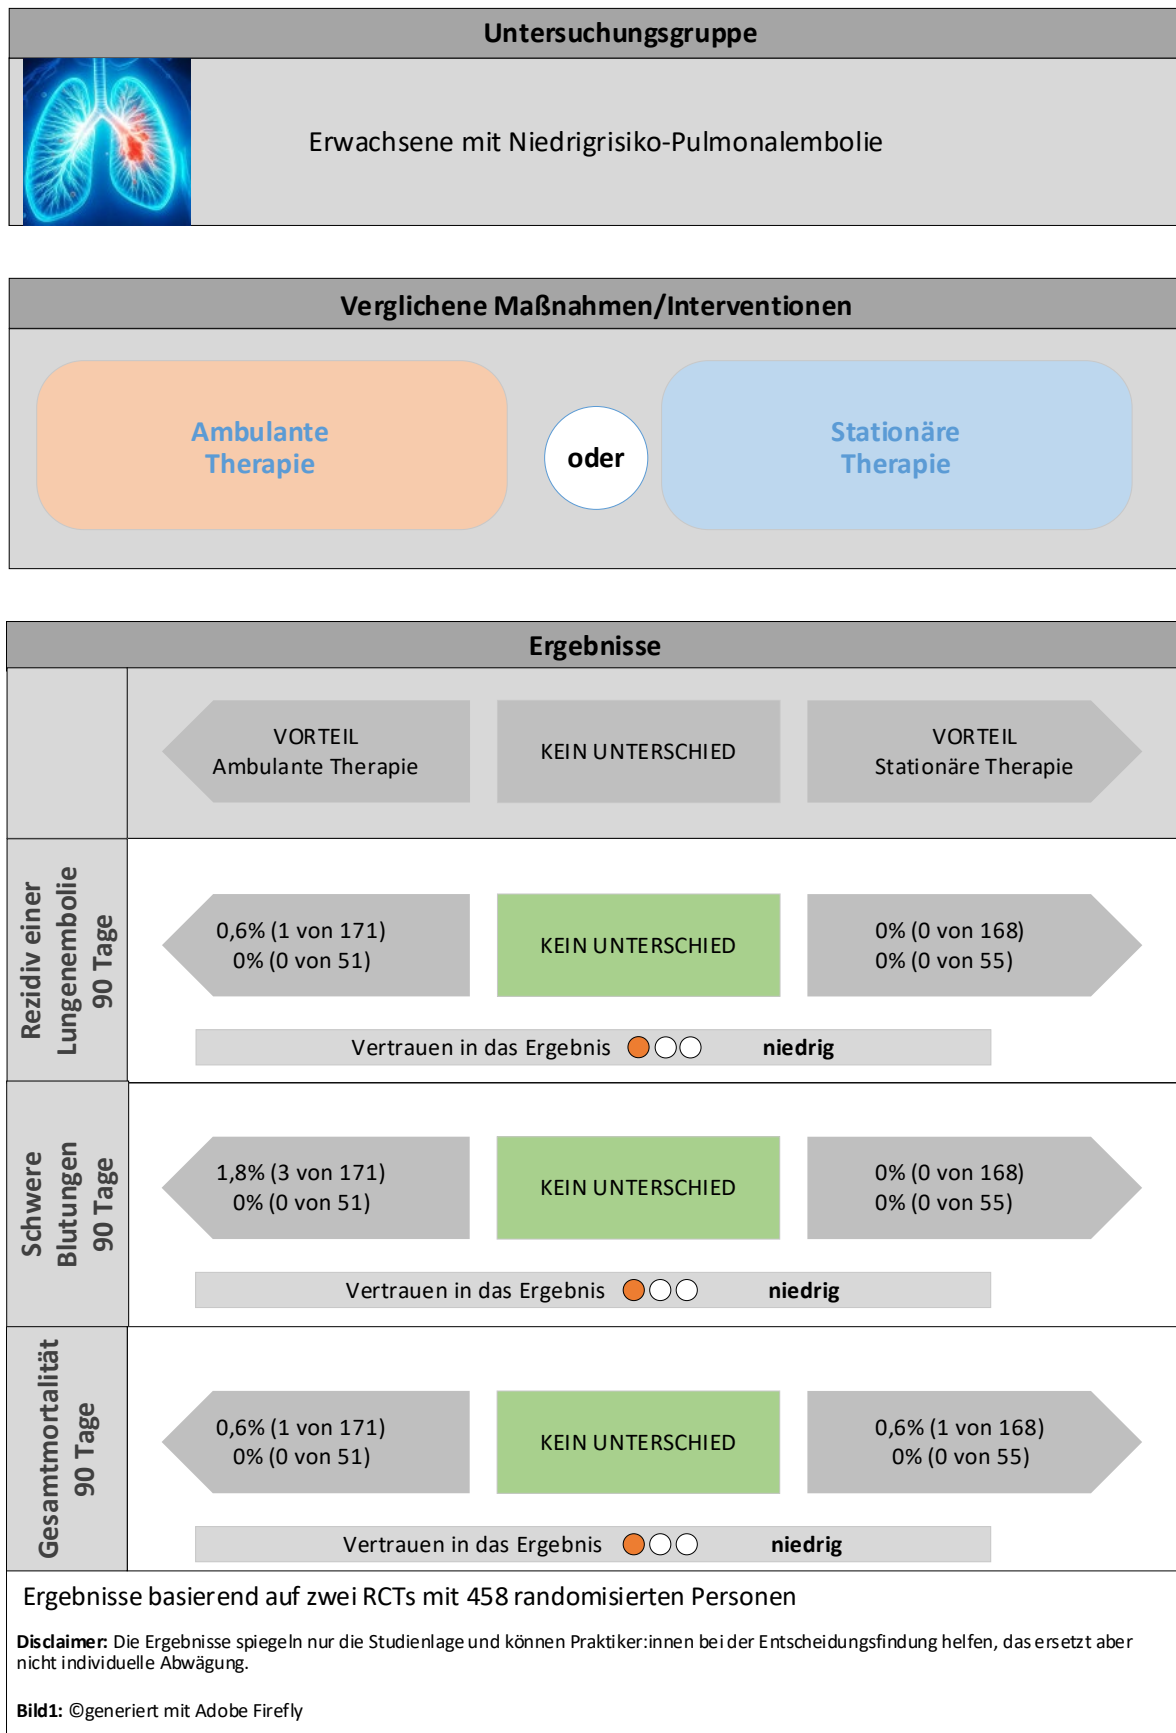 Untersuchungsgruppe
Erwachsene mit Niedrigrisiko-Pulmonalembolie
Verglichene Maßnahmen/Interventionen
Ambulante
Therapie
oder
Stationäre
Therapie
Ergebnisse
VORTEIL
Ambulante Therapie
KEIN UNTERSCHIED
VORTEIL
Stationäre Therapie
Rezidiv einer
Lungenembolie
90 Tage
0,6% (1 von 171)
0% (0 von 51)
KEIN UNTERSCHIED
0% (0 von 168)
0% (0 von 55)
Vertrauen in das Ergebnis niedrig
Schwere
Blutungen
90 Tage
1,8% (3 von 171)
0% (0 von 51)
KEIN UNTERSCHIED
0% (0 von 168)
0% (0 von 55)
Vertrauen in das Ergebnis niedrig
Gesamtmortalität
90 Tage
0,6% (1 von 171)
0% (0 von 51)
KEIN UNTERSCHIED
0,6% (1 von 168)
0% (0 von 55)
Vertrauen in das Ergebnis niedrig
Ergebnisse basierend auf zwei RCTs mit 458 randomisierten Personen
Disclaimer: Die Ergebnisse spiegeln nur die Studienlage und können Praktiker:innen bei der Entscheidungsfindung helfen, das ersetzt aber
nicht individuelle Abwägung.
Bild1: ©generiert mit Adobe Firefly